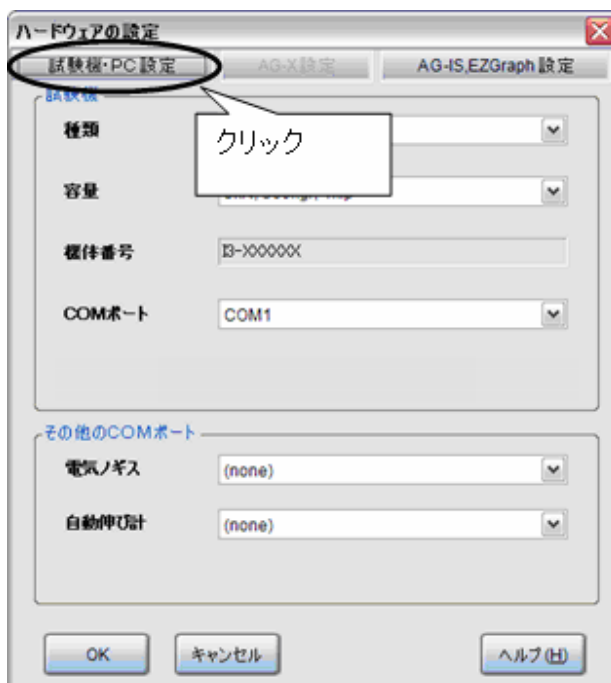 ハードウェアの設定
試験機・PC設定
AG-X設定
AG-IS,EZGraph設定
試験機
クリック
種類
容量
機体番号
I3-XXXXXX
COMポート
COM1
その他のCOMポート
電気ノギス
(none)
自動伸び計
(none)
OK
キャンセル
ヘルプ(H)